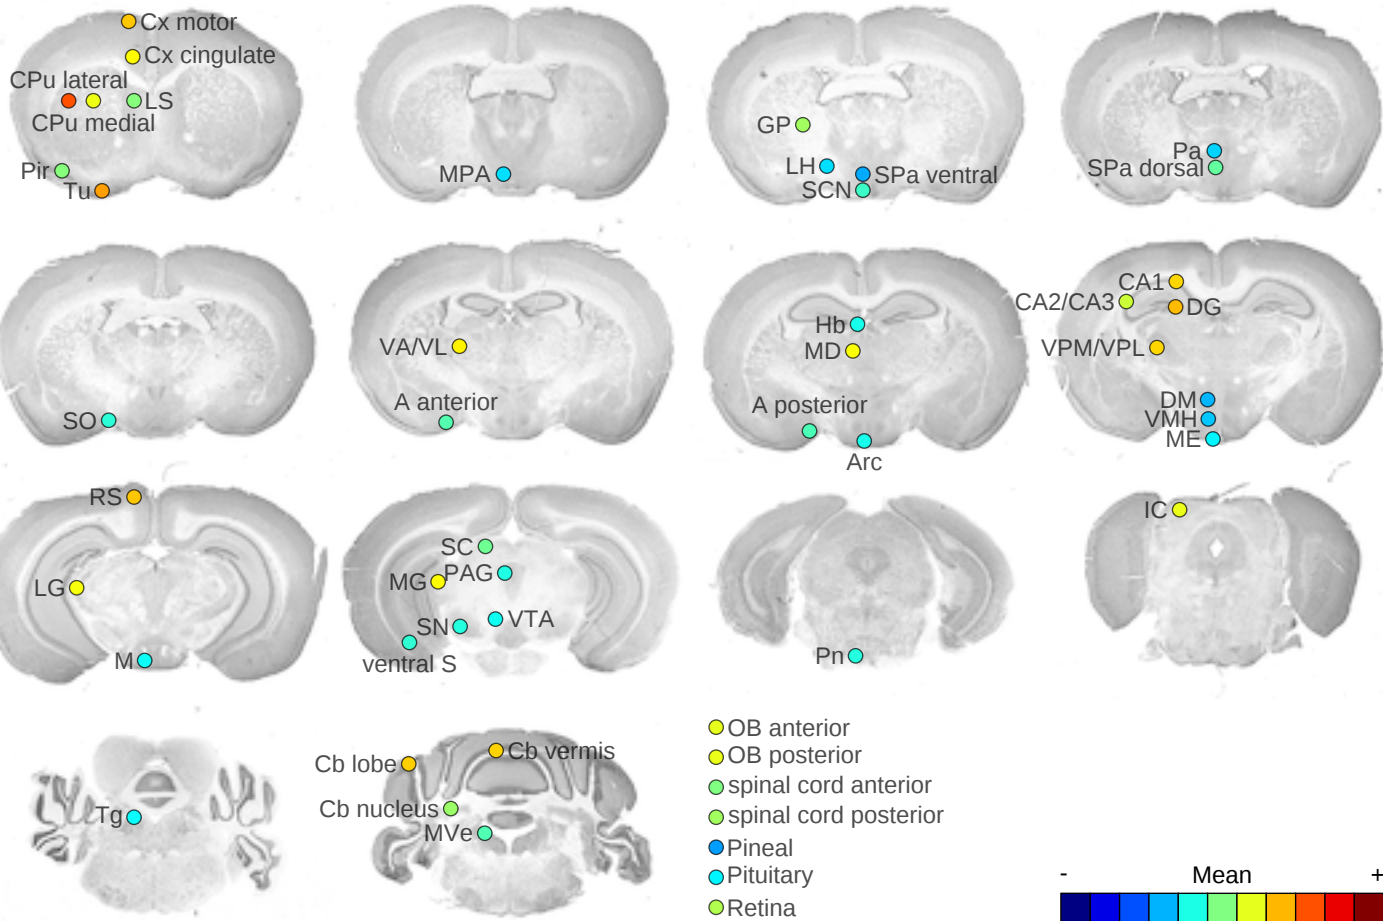 Cx motor
Cx cingulate
CPu lateral
LS
CPu medial
Pir
Tu
MPA
GP
LH
SPa ventral
SCN
Pa
SPa dorsal
SO
VA/VL
A anterior
Hb
MD
A posterior
Arc
CA1
CA2/CA3
DG
VPM/VPL
DM
VMH
ME
RS
LG
M
SC
PAG
MG
VTA
SN
ventral S
Pn
IC
Tg
Cb lobe
Cb vermis
Cb nucleus
MVe
OB anterior
OB posterior
spinal cord anterior
spinal cord posterior
Pineal
Pituitary
Retina
- Mean +